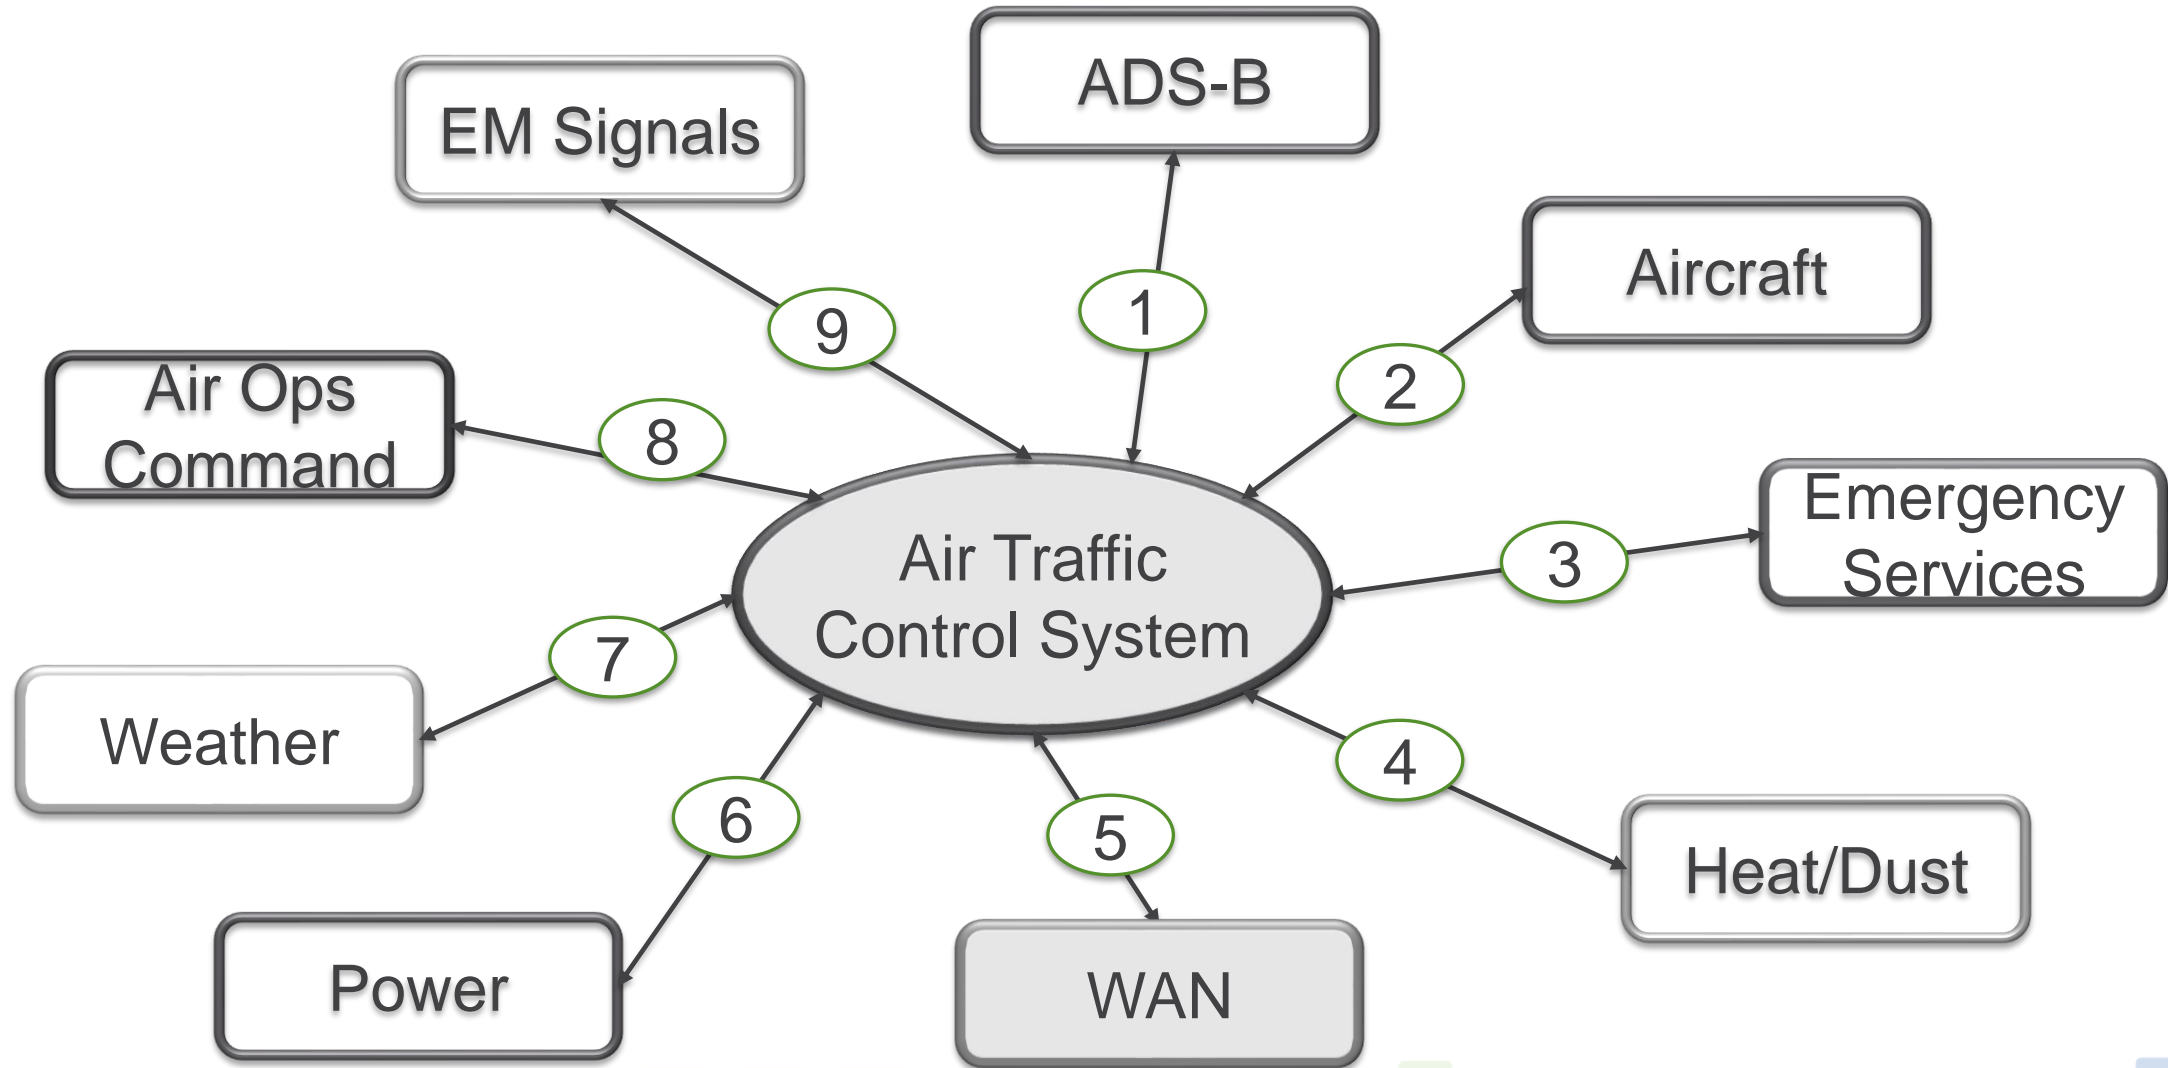 ADS-B
EM Signals
Aircraft
1
9
2
Air Ops
Command
8
Emergency
Services
3
Air Traffic
Control System
7
Weather
4
6
5
Heat/Dust
Power
WAN